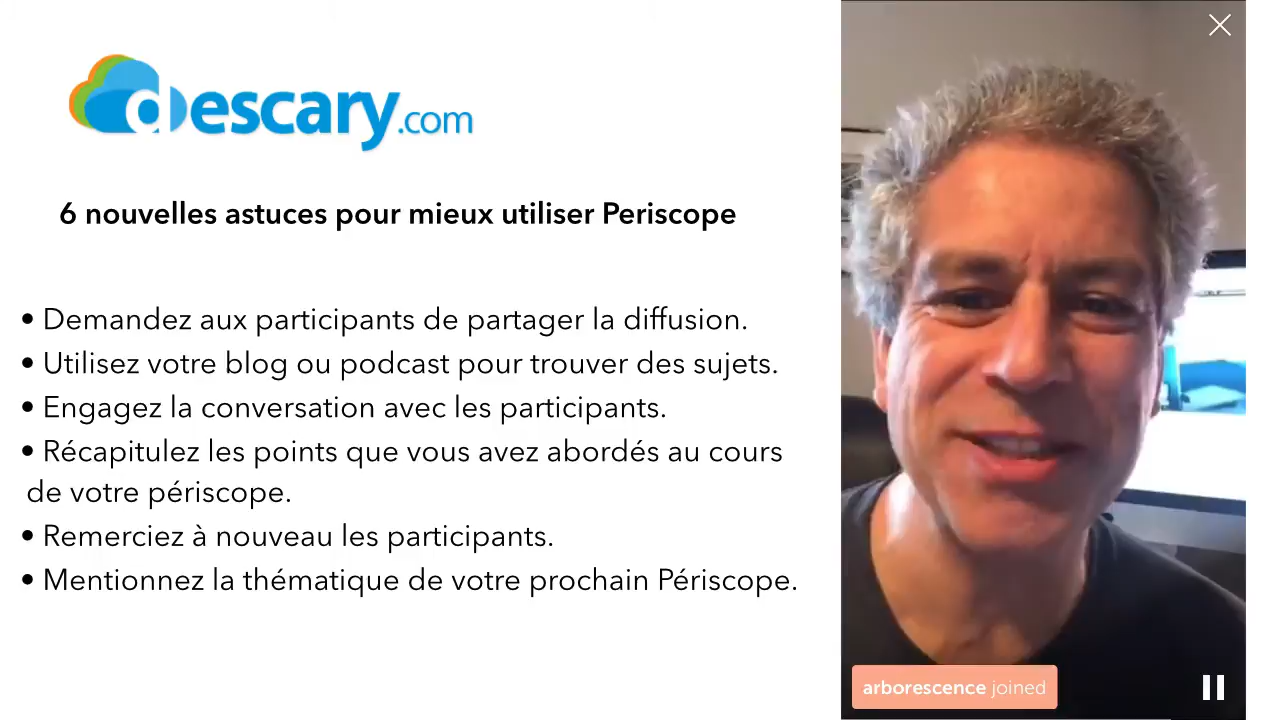 descary.com
6 nouvelles astuces pour mieux utiliser Periscope
• Demandez aux participants de partager la diffusion.
• Utilisez votre blog ou podcast pour trouver des sujets.
• Engagez la conversation avec les participants.
• Récapitulez les points que vous avez abordés au cours
de votre périscope.
• Remerciez à nouveau les participants.
• Mentionnez la thématique de votre prochain Périscope.
arborescence joined